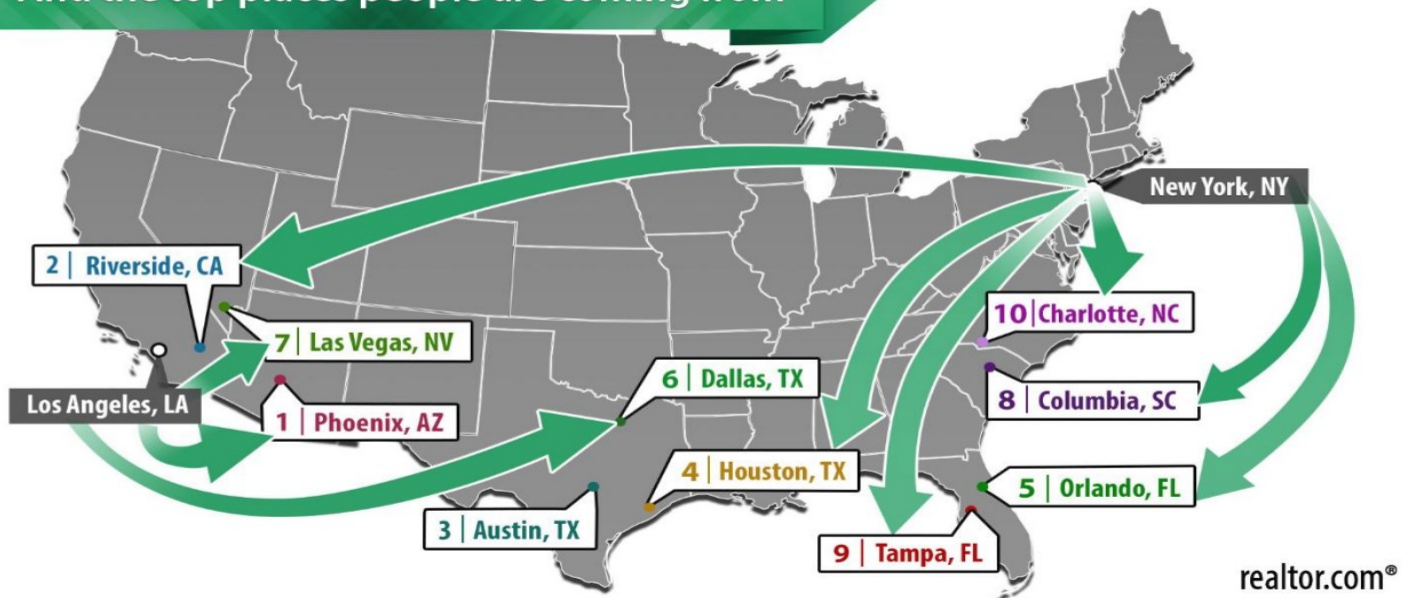 New York, NY
2 | Riverside, CA
10 | Charlotte, NC
7 | Las Vegas, NV
6 | Dallas, TX
Los Angeles, LA
8 | Columbia, SC
1 | Phoenix, AZ
4 | Houston, TX
5 | Orlando, FL
3 | Austin, TX
9 | Tampa, FL
realtor.com®